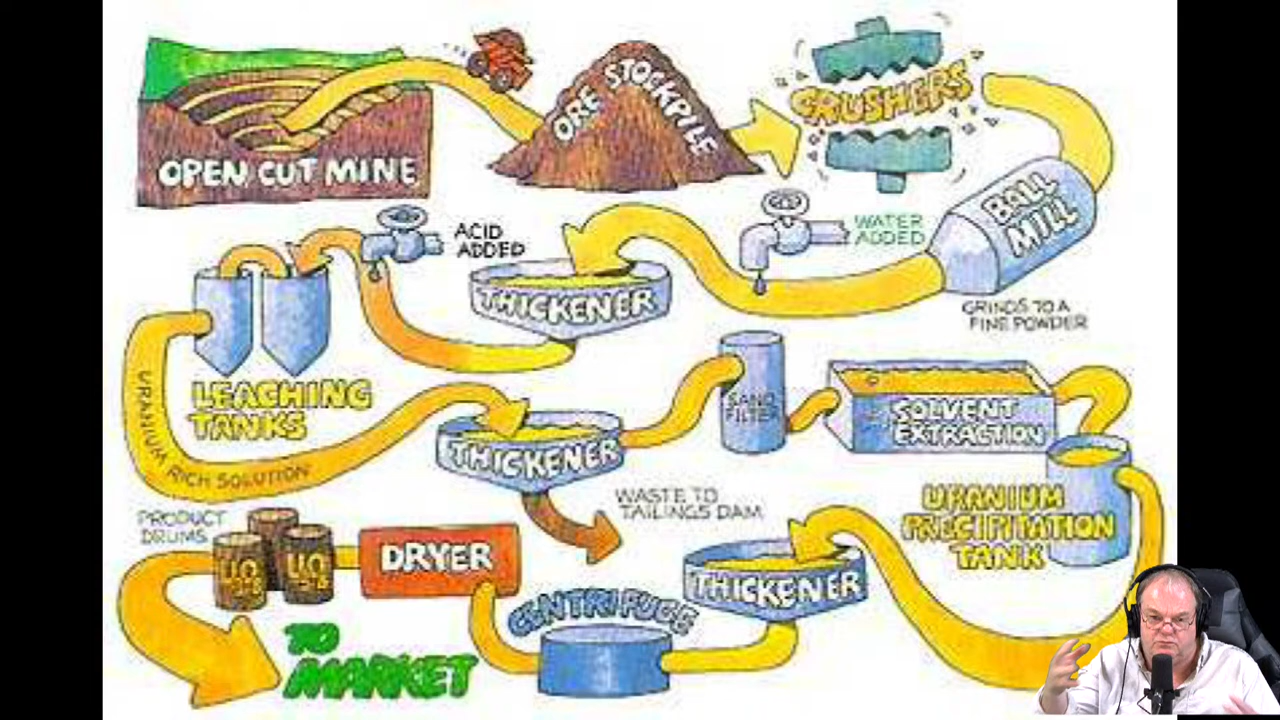 OPEN CUT MINE
ORE STOCKPILE
CRUSHERS
BALL
MILL
GRINDS TO A
FINE POWDER
WATER
ADDED
THICKENER
ACID
ADDED
LEACHING
TANKS
URANIUM RICH SOLUTION
THICKENER
WASTE TO
TAILINGS DAM
SAND
FILTER
SOLVENT
EXTRACTION
URANIUM
PRECIPITATION
TANK
THICKENER
CENTRIFUGE
DRYER
PRODUCT
DRUMS
TO
MARKET